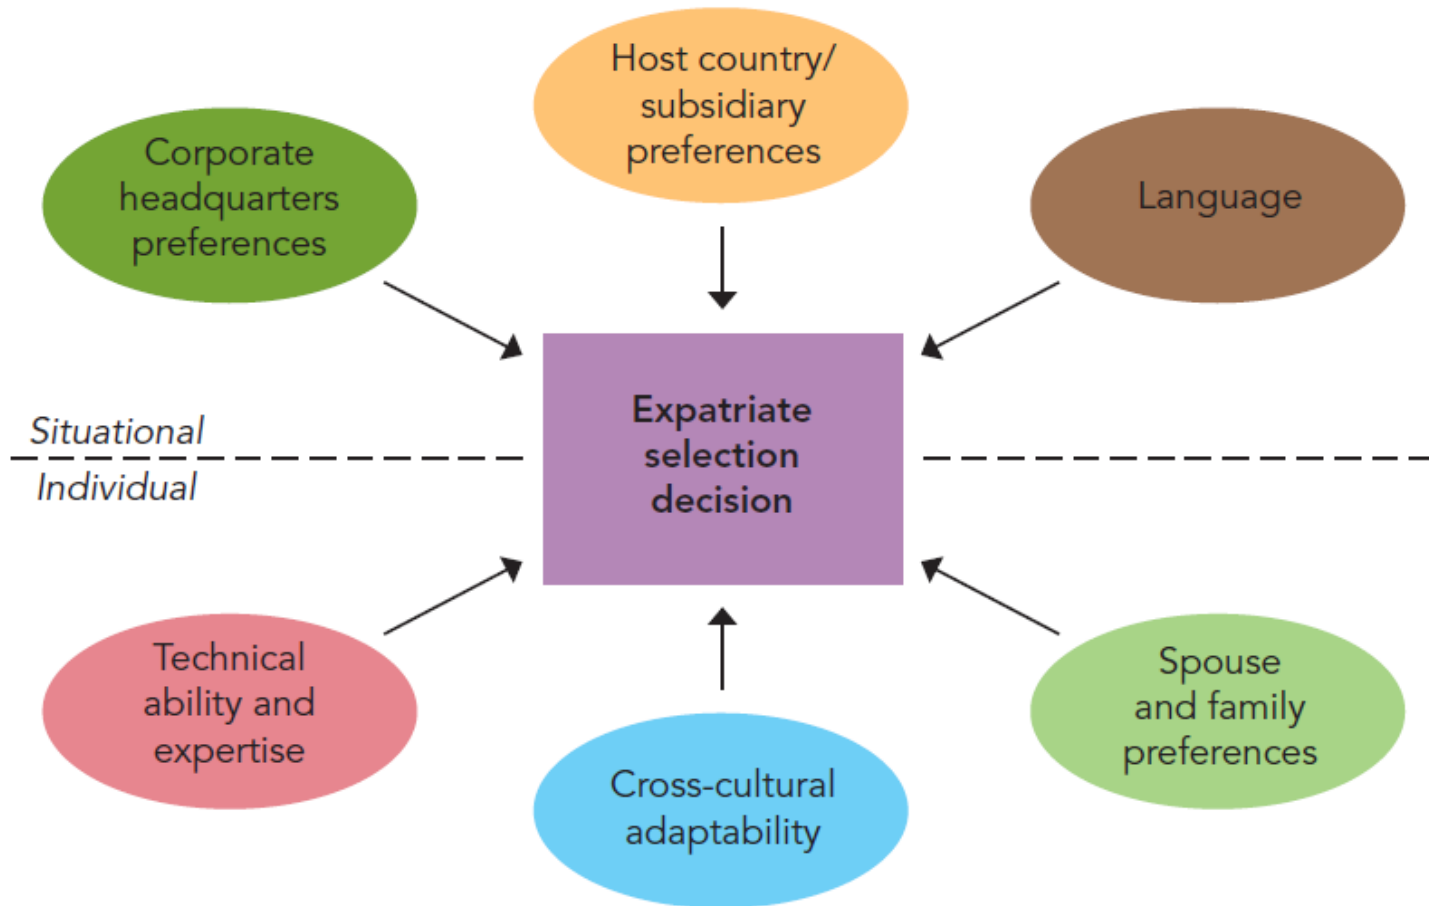 Host country/
subsidiary
preferences
Corporate
headquarters
preferences
Language
Expatriate
selection
decision
Situational
Individual
Technical
ability and
expertise
Cross-cultural
adaptability
Spouse
and family
preferences